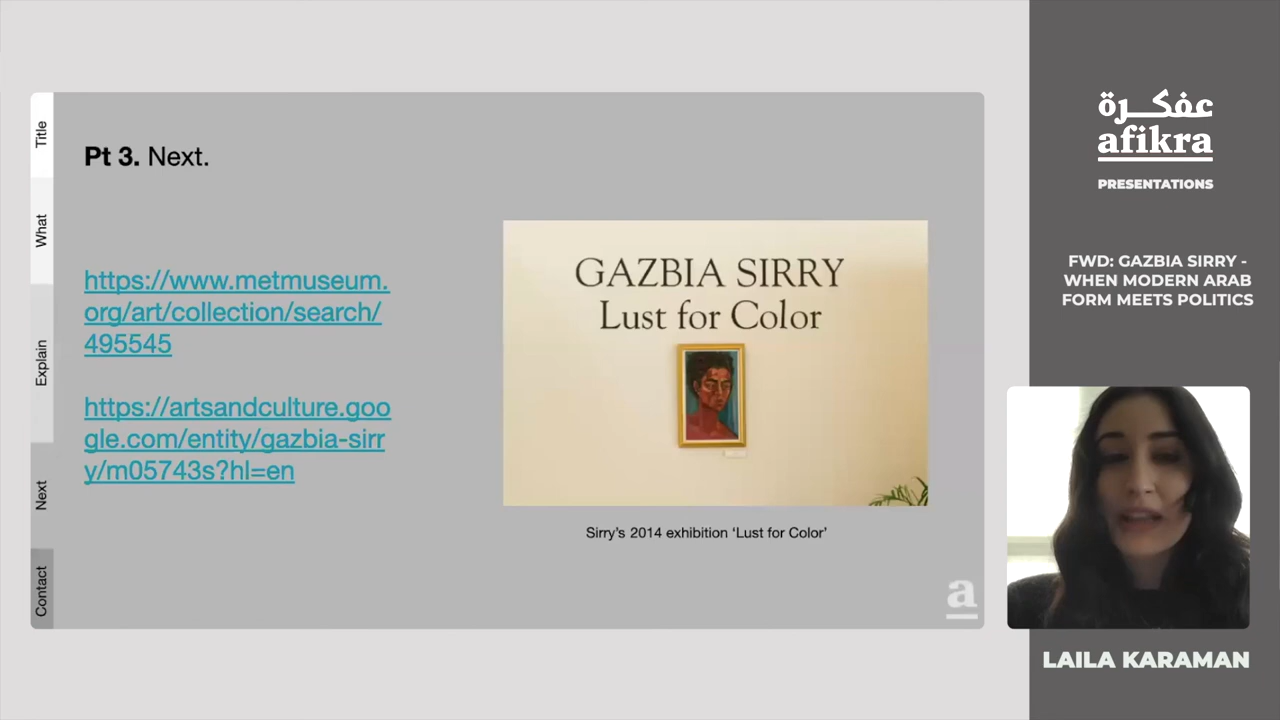 Title
What
Explain
Next
Contact
Pt 3. Next.
https://www.metmuseum.
org/art/collection/search/
495545
https://artsandculture.goo
gle.com/entity/gazbia-sirr
y/m05743s?hl=en
GAZBIA SIRRY
Lust for Color
Sirry's 2014 exhibition ‘Lust for Color’
a
عفكرة
afikra
PRESENTATIONS
FWD: GAZBIA SIRRY -
WHEN MODERN ARAB
FORM MEETS POLITICS
LAILA KARAMAN